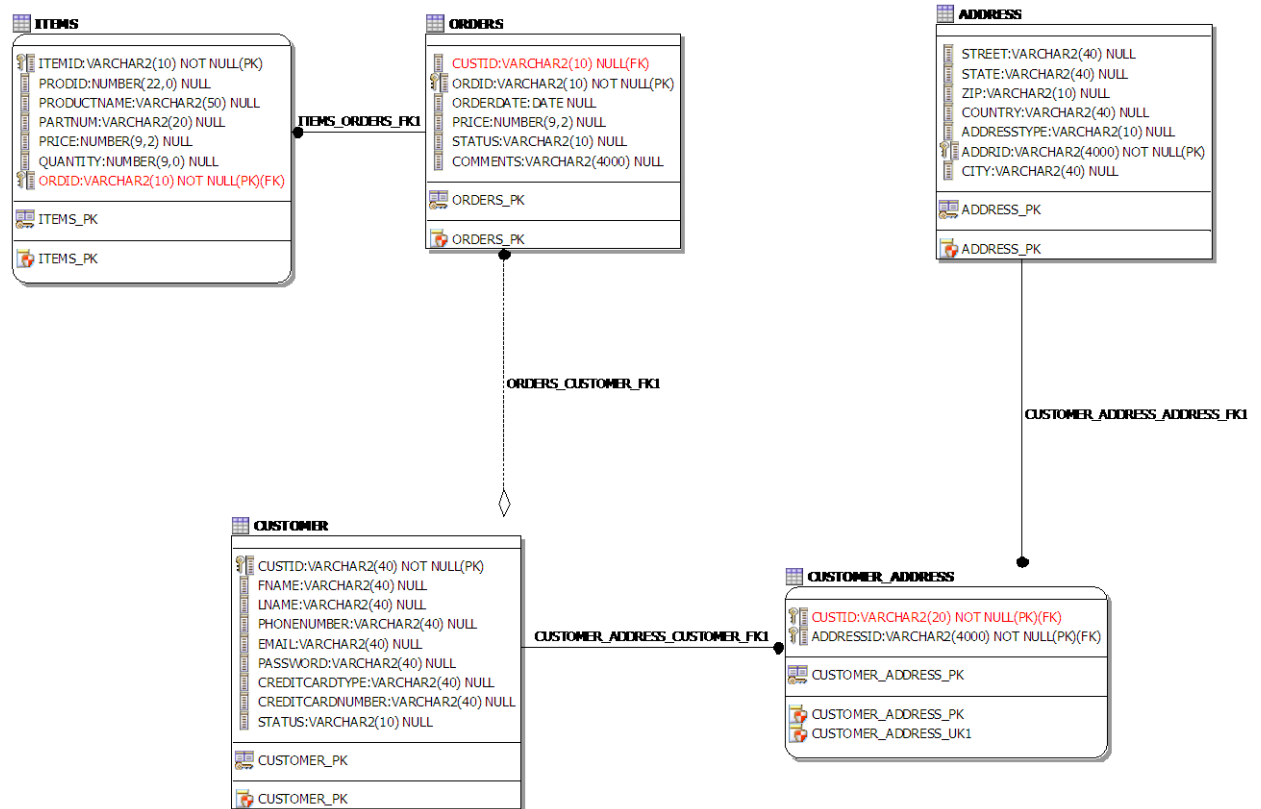 ITEMS
ITEMID:VARCHAR2(10) NOT NULL(PK)
PRODID:NUMBER(22,0) NULL
PRODUCTNAME:VARCHAR2(50) NULL
PARTNUM:VARCHAR2(20) NULL
PRICE:NUMBER(9,2) NULL
QUANTITY:NUMBER(9,0) NULL
ORDID:VARCHAR2(10) NOT NULL(PK)(FK)
ITEMS_PK
ITEMS_PK
ITEMS_ORDERS_FK1
ORDERS
CUSTID:VARCHAR2(10) NULL(FK)
ORDID:VARCHAR2(10) NOT NULL(PK)
ORDERDATE:DATE NULL
PRICE:NUMBER(9,2) NULL
STATUS:VARCHAR2(10) NULL
COMMENTS:VARCHAR2(4000) NULL
ORDERS_PK
ORDERS_PK
ADDRESS
STREET:VARCHAR2(40) NULL
STATE:VARCHAR2(40) NULL
ZIP:VARCHAR2(10) NULL
COUNTRY:VARCHAR2(40) NULL
ADDRESSTYPE:VARCHAR2(10) NULL
ADDRID:VARCHAR2(4000) NOT NULL(PK)
CITY:VARCHAR2(40) NULL
ADDRESS_PK
ADDRESS_PK
ORDERS_CUSTOMER_FK1
CUSTOMER_ADDRESS_ADDRESS_FK1
CUSTOMER
CUSTID:VARCHAR2(40) NOT NULL(PK)
FNAME:VARCHAR2(40) NULL
LNAME:VARCHAR2(40) NULL
PHONENUMBER:VARCHAR2(40) NULL
EMAIL:VARCHAR2(40) NULL
PASSWORD:VARCHAR2(40) NULL
CREDITCARDTYPE:VARCHAR2(40) NULL
CREDITCARDNUMBER:VARCHAR2(40) NULL
STATUS:VARCHAR2(10) NULL
CUSTOMER_PK
CUSTOMER_PK
CUSTOMER_ADDRESS_CUSTOMER_FK1
CUSTOMER_ADDRESS
CUSTID:VARCHAR2(20) NOT NULL(PK)(FK)
ADDRESSID:VARCHAR2(4000) NOT NULL(PK)(FK)
CUSTOMER_ADDRESS_PK
CUSTOMER_ADDRESS_PK
CUSTOMER_ADDRESS_UK1